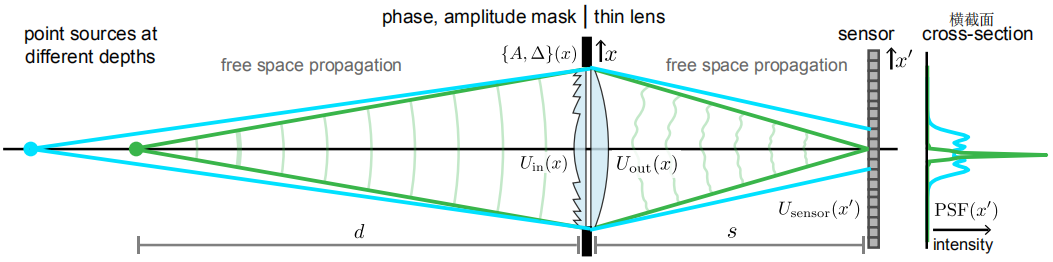 point sources at
different depths
phase, amplitude mask | thin lens
{A, Δ}(x)
x
free space propagation
free space propagation
U_in(x)
U_out(x)
U_sensor(x′)
d
s
sensor
x′
横截面
cross-section
PSF(x′)
intensity